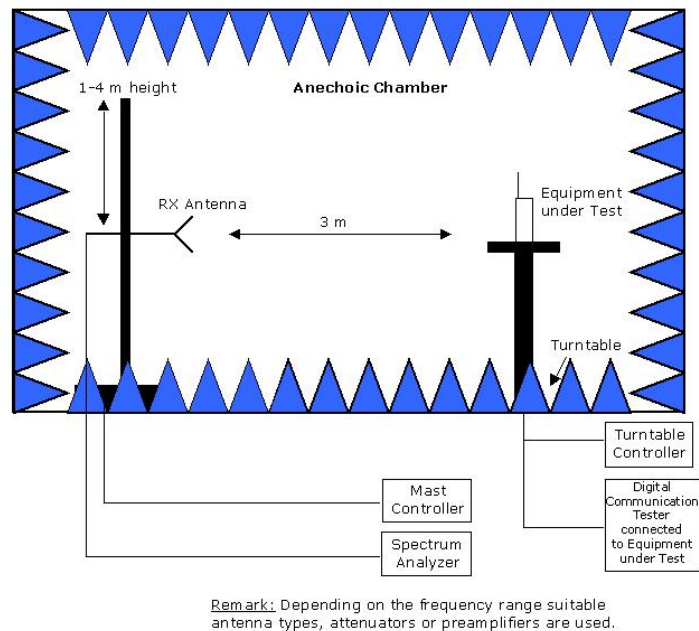 1-4 m height
Anechoic Chamber
RX Antenna
3 m
Equipment
under Test
Turntable
Turntable
Controller
Mast
Controller
Digital
Communication
Tester
connected
to Equipment
under Test
Spectrum
Analyzer
Remark: Depending on the frequency range suitable
antenna types, attenuators or preamplifiers are used.